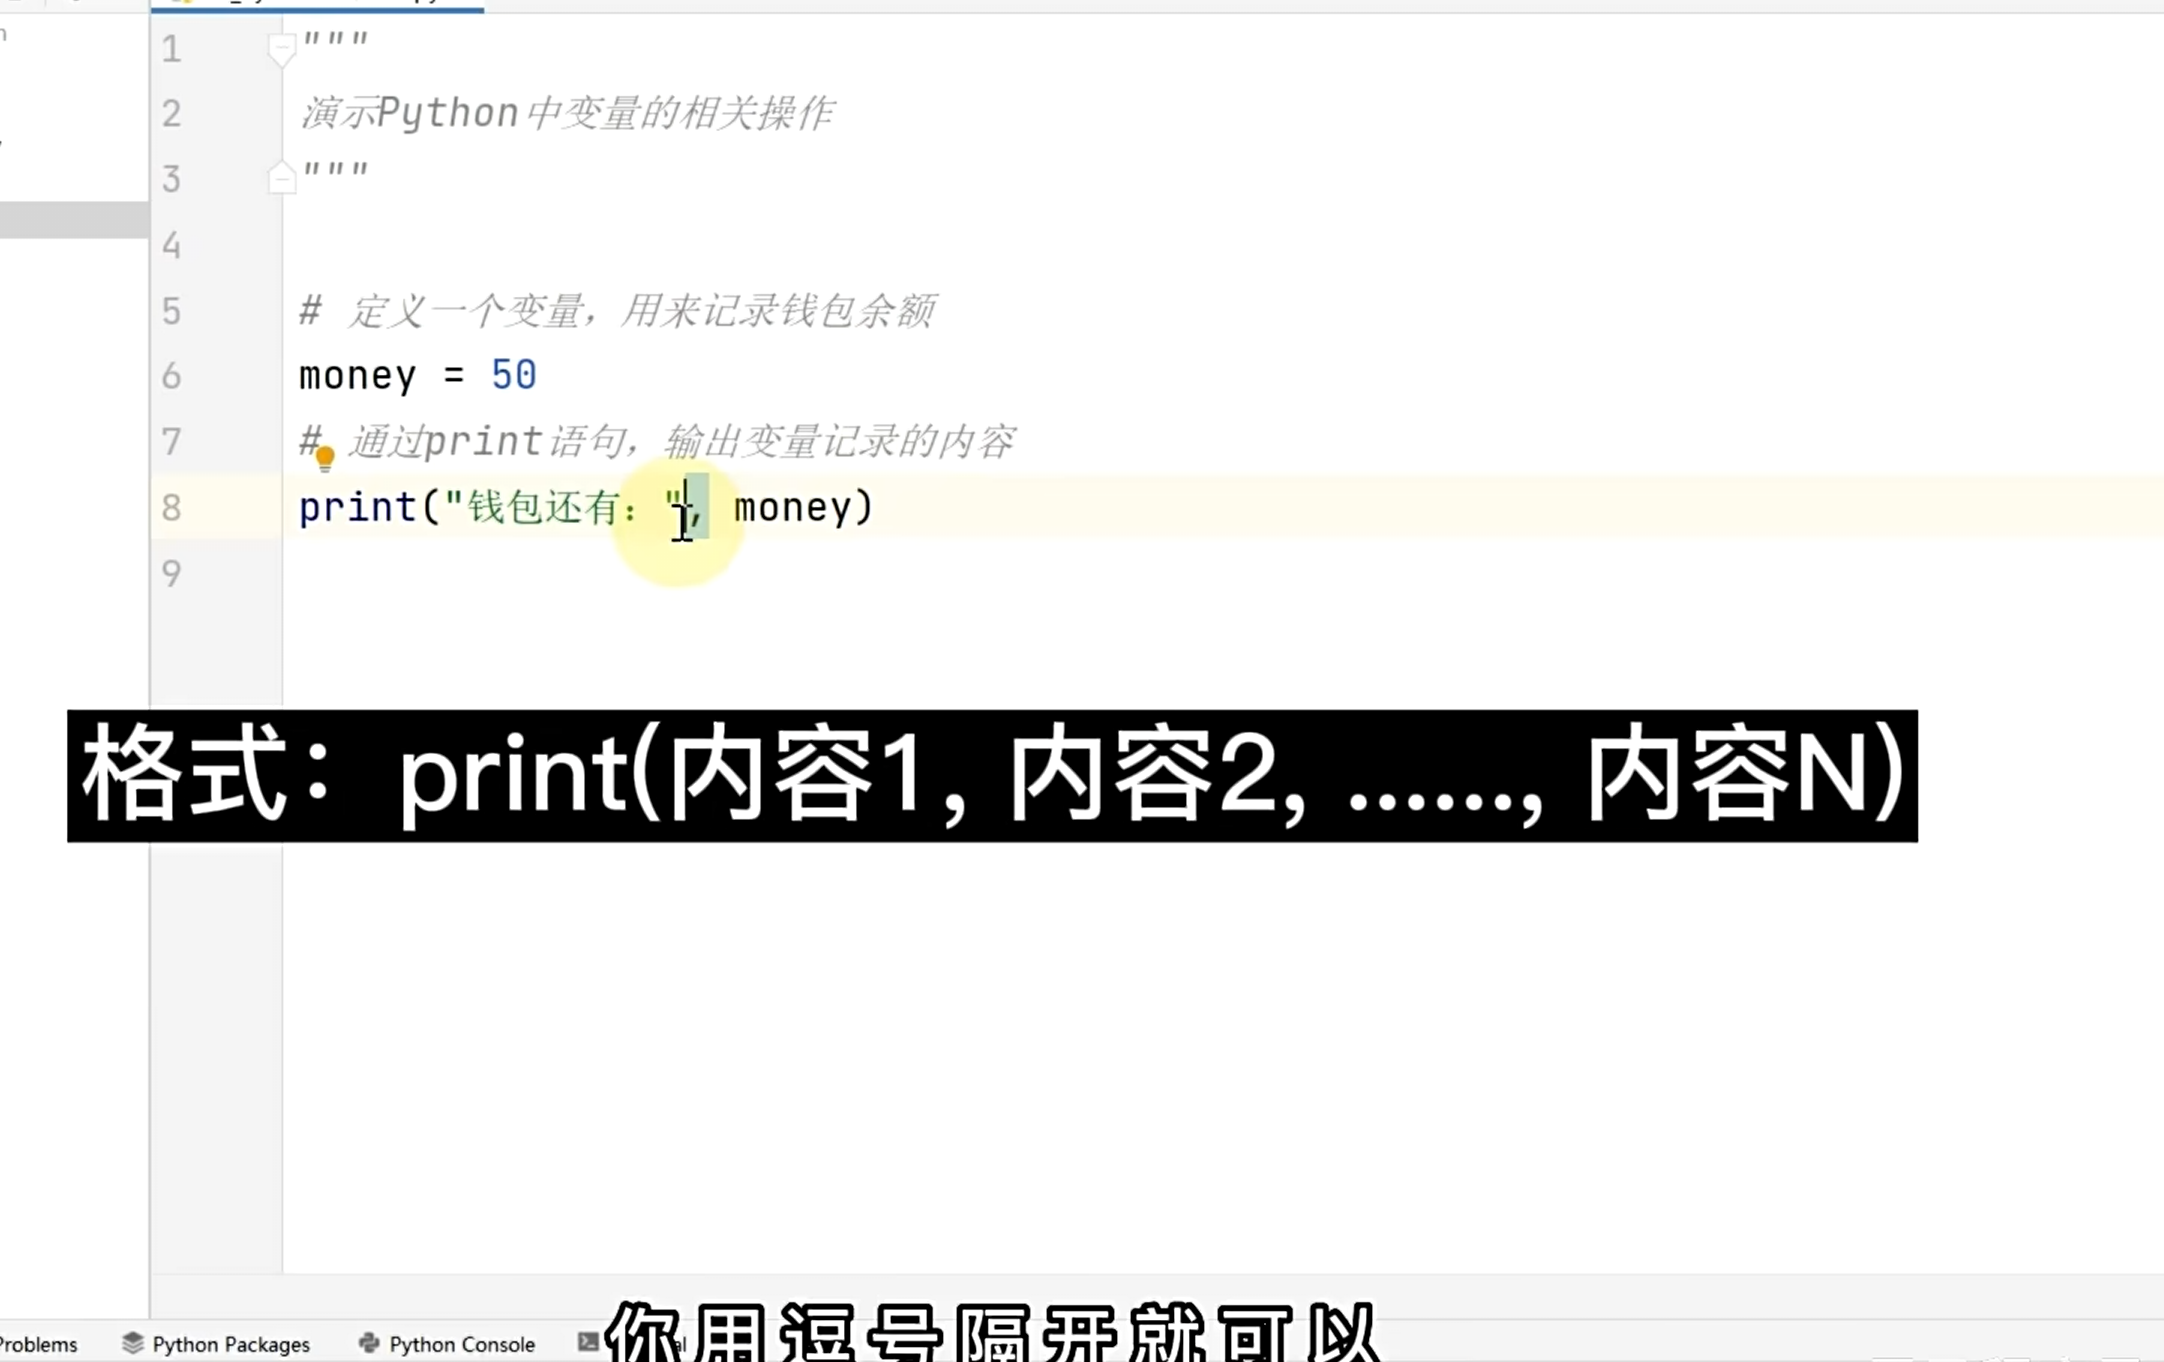 1 """
2 演示Python中变量的相关操作
3 """
4
5 # 定义一个变量，用来记录钱包余额
6 money = 50
7 # 通过print语句，输出变量记录的内容
8 print("钱包还有：", money)
9
格式：print(内容1, 内容2, ......, 内容N)
你用逗号隔开就可以
Problems Python Packages Python Console